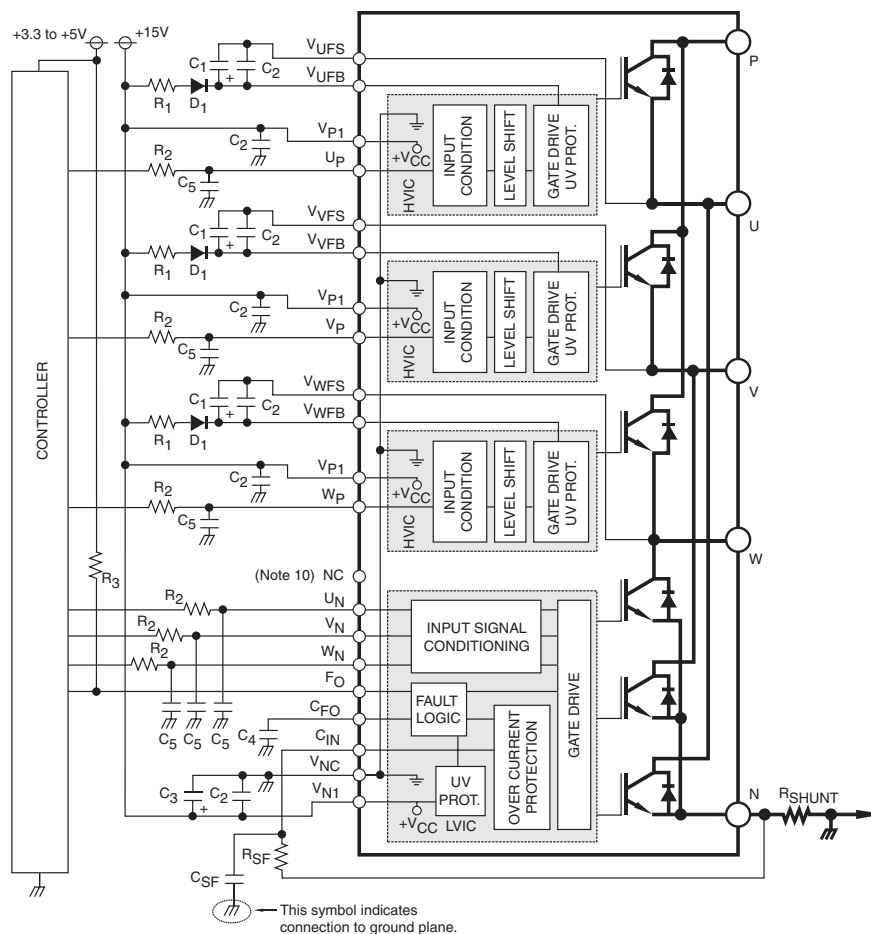 +3.3 to +5V
+15V
C1
+
C2
VUFS
VUFB
R1
D1
C2
VP1
R2
UP
C5
+VCC
HVIC
INPUT CONDITION
LEVEL SHIFT
GATE DRIVE UV PROT.
P
U
C1
+
C2
VVFS
VVFB
R1
D1
C2
VP1
R2
VP
C5
+VCC
HVIC
INPUT CONDITION
LEVEL SHIFT
GATE DRIVE UV PROT.
V
C1
+
C2
VWFS
VWFB
R1
D1
C2
VP1
R2
WP
C5
+VCC
HVIC
INPUT CONDITION
LEVEL SHIFT
GATE DRIVE UV PROT.
W
CONTROLLER
R3
(Note 10) NC
R2
UN
R2
VN
R2
WN
FO
C5
C5
C5
C4
CFO
CIN
VNC
C3
+
C2
VN1
INPUT SIGNAL
CONDITIONING
FAULT
LOGIC
UV
PROT.
+VCC
LVIC
OVER CURRENT
PROTECTION
GATE DRIVE
N
RSHUNT
RSF
CSF
This symbol indicates
connection to ground plane.